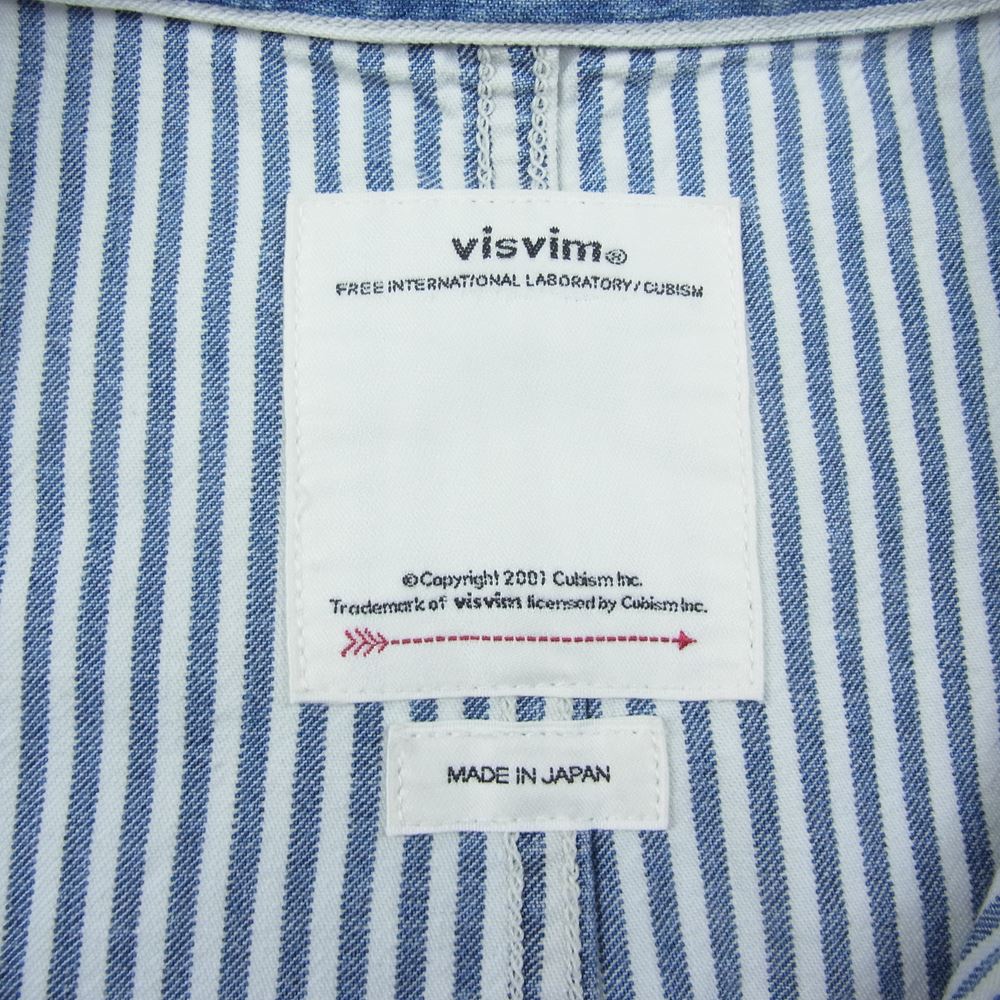 visvim®
FREE INTERNATIONAL LABORATORY / CUBISM
©Copyright 2001 Cubism Inc.
Trademark of visvim licensed by Cubism Inc.
MADE IN JAPAN